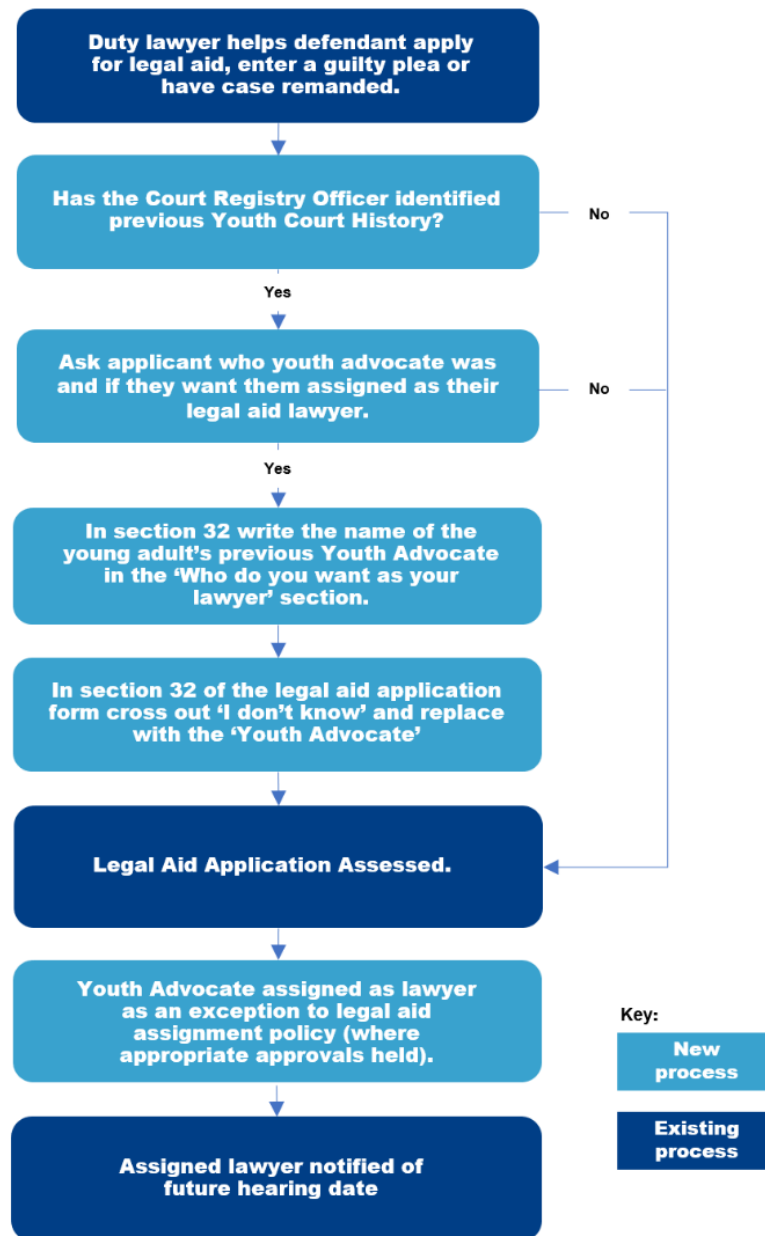 Duty lawyer helps defendant apply
for legal aid, enter a guilty plea or
have case remanded.
Has the Court Registry Officer identified
previous Youth Court History?
No
Yes
Ask applicant who youth advocate was
and if they want them assigned as their
legal aid lawyer.
No
Yes
In section 32 write the name of the
young adult’s previous Youth Advocate
in the ‘Who do you want as your
lawyer’ section.
In section 32 of the legal aid application
form cross out ‘I don’t know’ and replace
with the ‘Youth Advocate’
Legal Aid Application Assessed.
Youth Advocate assigned as lawyer
as an exception to legal aid
assignment policy (where
appropriate approvals held).
Key:
New
process
Existing
process
Assigned lawyer notified of
future hearing date